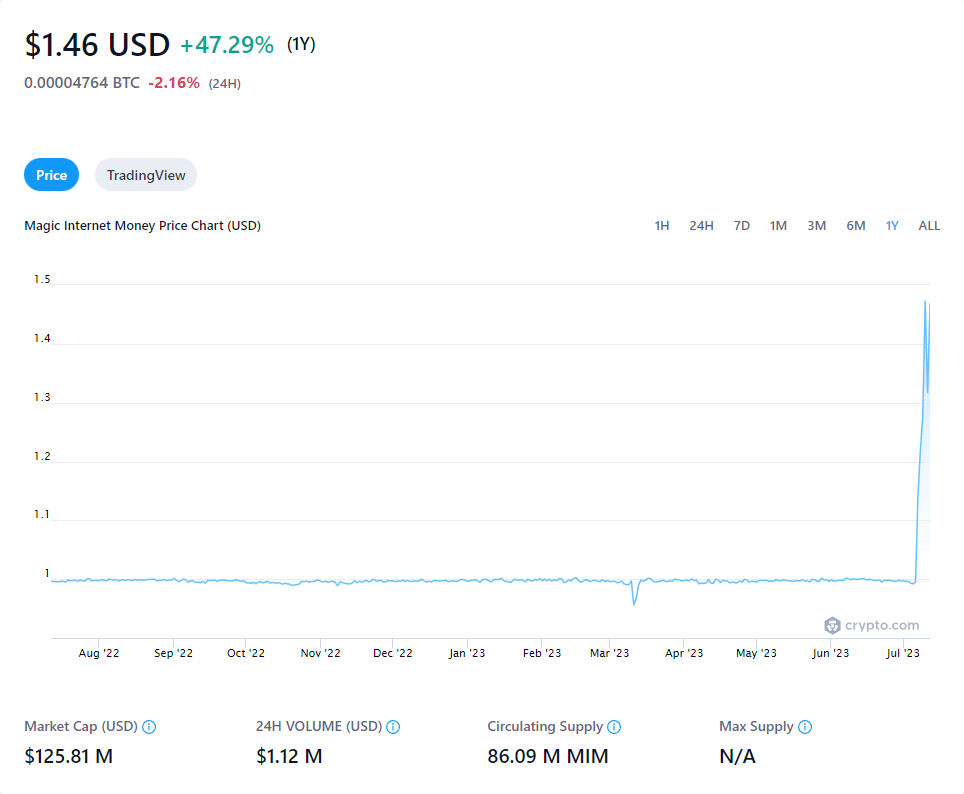 $1.46 USD +47.29% (1Y)
0.00004764 BTC -2.16% (24H)
Price TradingView
Magic Internet Money Price Chart (USD) 1H 24H 7D 1M 3M 6M 1Y ALL
1.5
1.4
1.3
1.2
1.1
1
crypto.com
Aug '22 Sep '22 Oct '22 Nov '22 Dec '22 Jan '23 Feb '23 Mar '23 Apr '23 May '23 Jun '23 Jul '23
Market Cap (USD) 24H VOLUME (USD) Circulating Supply Max Supply
$125.81 M $1.12 M 86.09 M MIM N/A